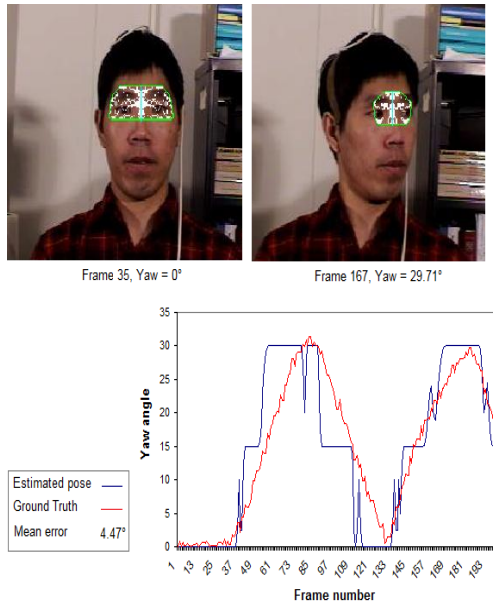 Frame 35, Yaw = 0°
Frame 167, Yaw = 29.71°
35
30
25
20
15
10
5
0
Yaw angle
Estimated pose
Ground Truth
Mean error 4.47°
1 13 25 37 49 61 73 85 97 109 121 133 145 157 169 181 193
Frame number